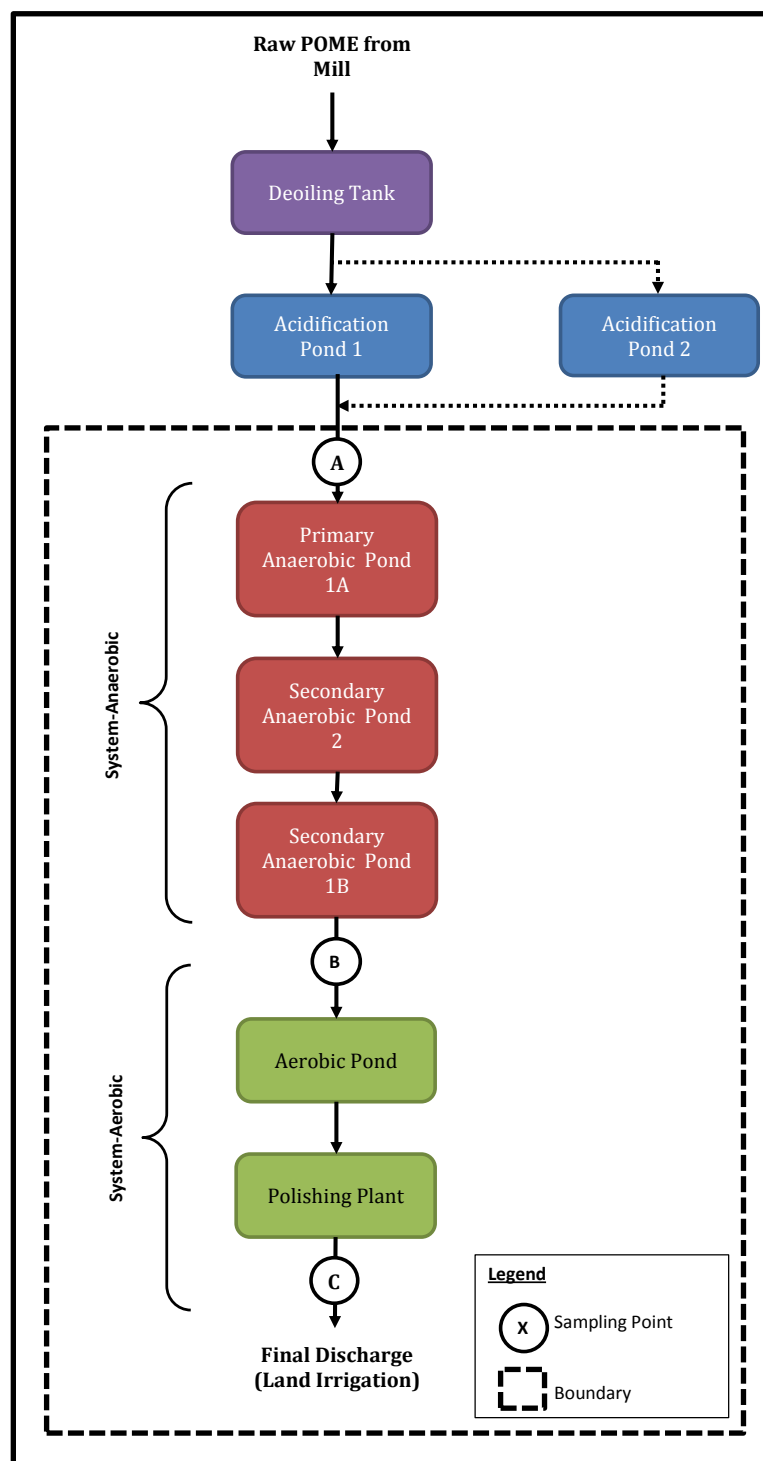 Raw POME from
Mill
Deoiling Tank
Acidification
Pond 1
Acidification
Pond 2
A
Primary
Anaerobic Pond
1A
System-Anaerobic
Secondary
Anaerobic Pond
2
Secondary
Anaerobic Pond
1B
B
Aerobic Pond
System-Aerobic
Polishing Plant
C
Final Discharge
(Land Irrigation)
Legend
X
Sampling Point
Boundary